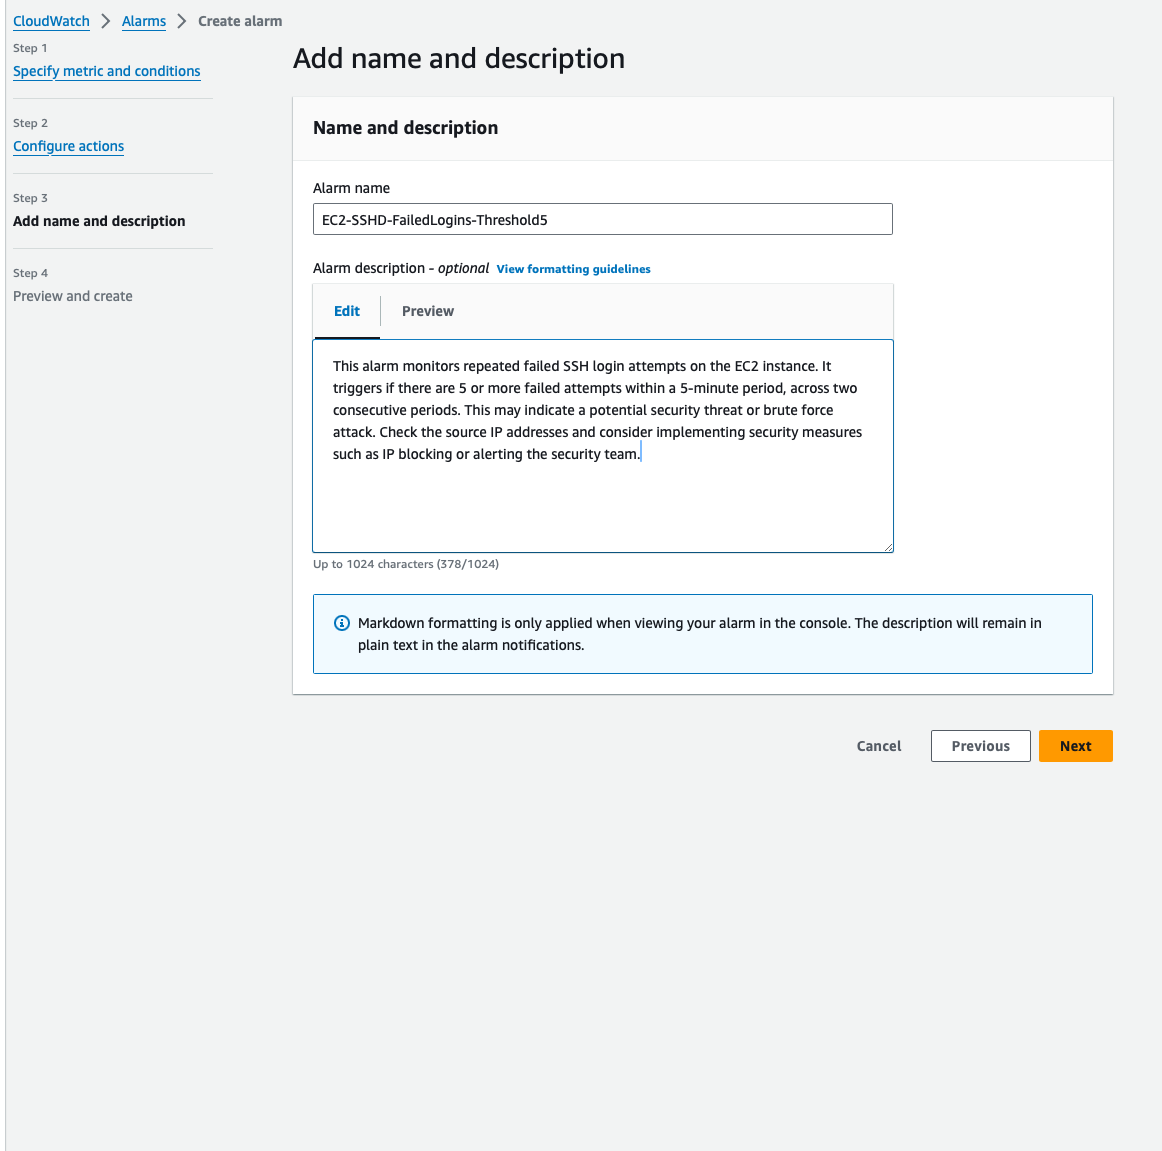 CloudWatch > Alarms > Create alarm
Step 1
Specify metric and conditions
Step 2
Configure actions
Step 3
Add name and description
Step 4
Preview and create
Add name and description
Name and description
Alarm name
EC2-SSHD-FailedLogins-Threshold5
Alarm description - optional View formatting guidelines
Edit Preview
This alarm monitors repeated failed SSH login attempts on the EC2 instance. It
triggers if there are 5 or more failed attempts within a 5-minute period, across two
consecutive periods. This may indicate a potential security threat or brute force
attack. Check the source IP addresses and consider implementing security measures
such as IP blocking or alerting the security team.
Up to 1024 characters (378/1024)
Markdown formatting is only applied when viewing your alarm in the console. The description will remain in
plain text in the alarm notifications.
Cancel Previous Next